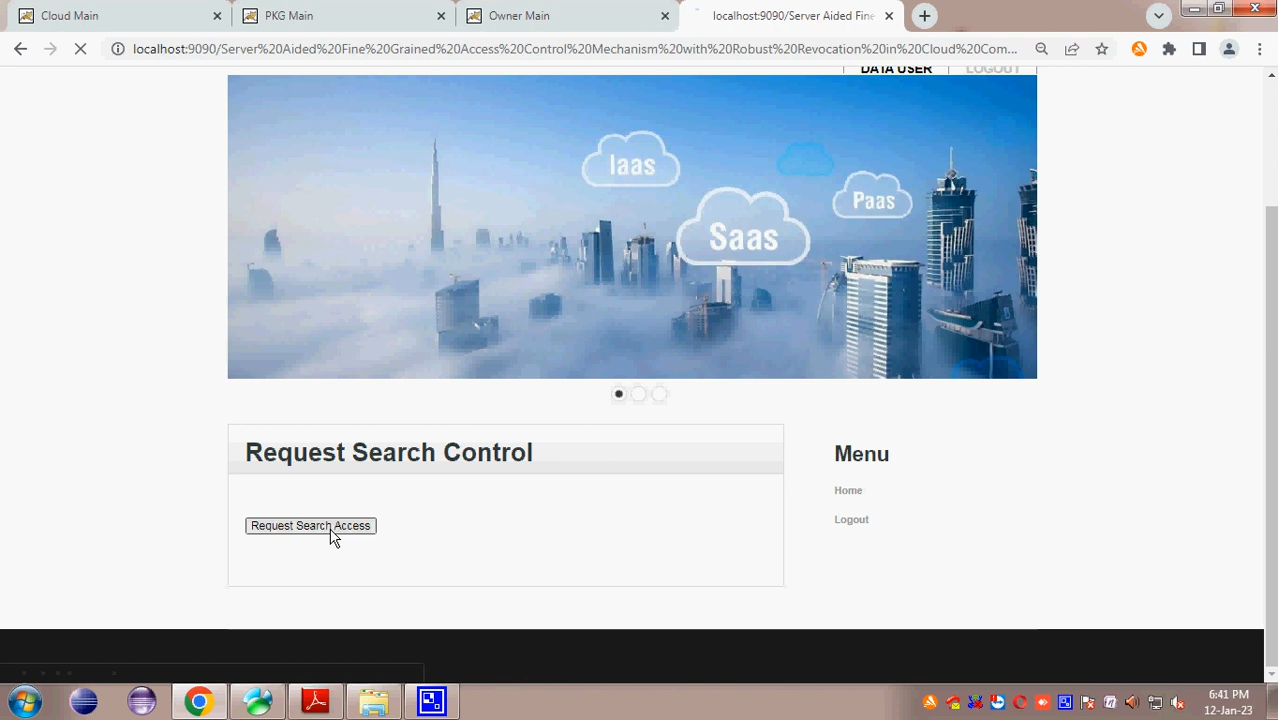 Cloud Main
PKG Main
Owner Main
localhost:9090/Server Aided Fine
localhost:9090/Server%20Aided%20Fine%20Grained%20Access%20Control%20Mechanism%20with%20Robust%20Revocation%20in%20Cloud%20Com...
DATA USER
LOGOUT
Iaas
Saas
Paas
Request Search Control
Request Search Access
Menu
Home
Logout
6:41 PM
12-Jan-23